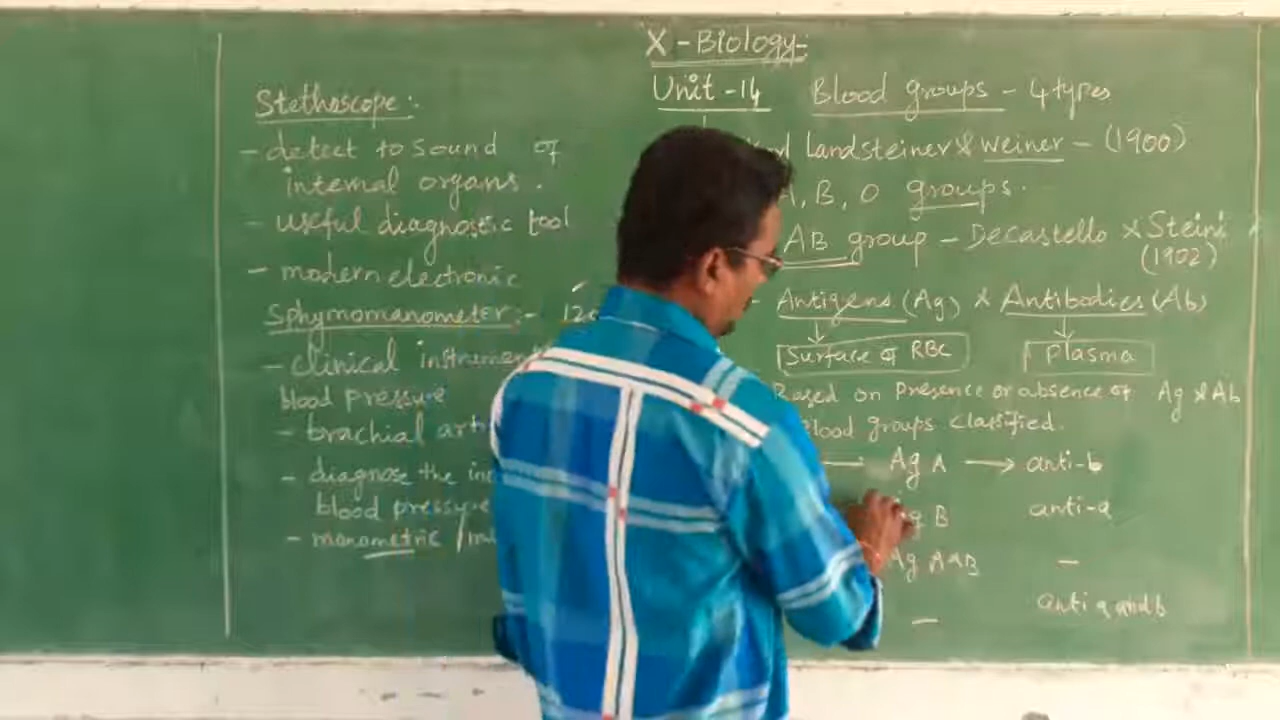 X - Biology:-
Unit - 14 Blood groups - 4 types
Stethoscope:-
- detect to sound of
internal organs.
- useful diagnostic tool
- modern electronic
Sphymomanometer:-
- clinical instrument
blood pressure
- brachial
- diagnose the
blood pressure
- manometric /
Landsteiner & Weiner - (1900)
A, B, O groups.
AB group - Decastello & Steini
(1902)
- Antigens (Ag) & Antibodies (Ab)
Surface of RBC Plasma
Based on Presence or absence of Ag & Ab
Blood groups classified.
Ag A → anti-b
Ag B anti-a
Ag A&B -
- anti a and b